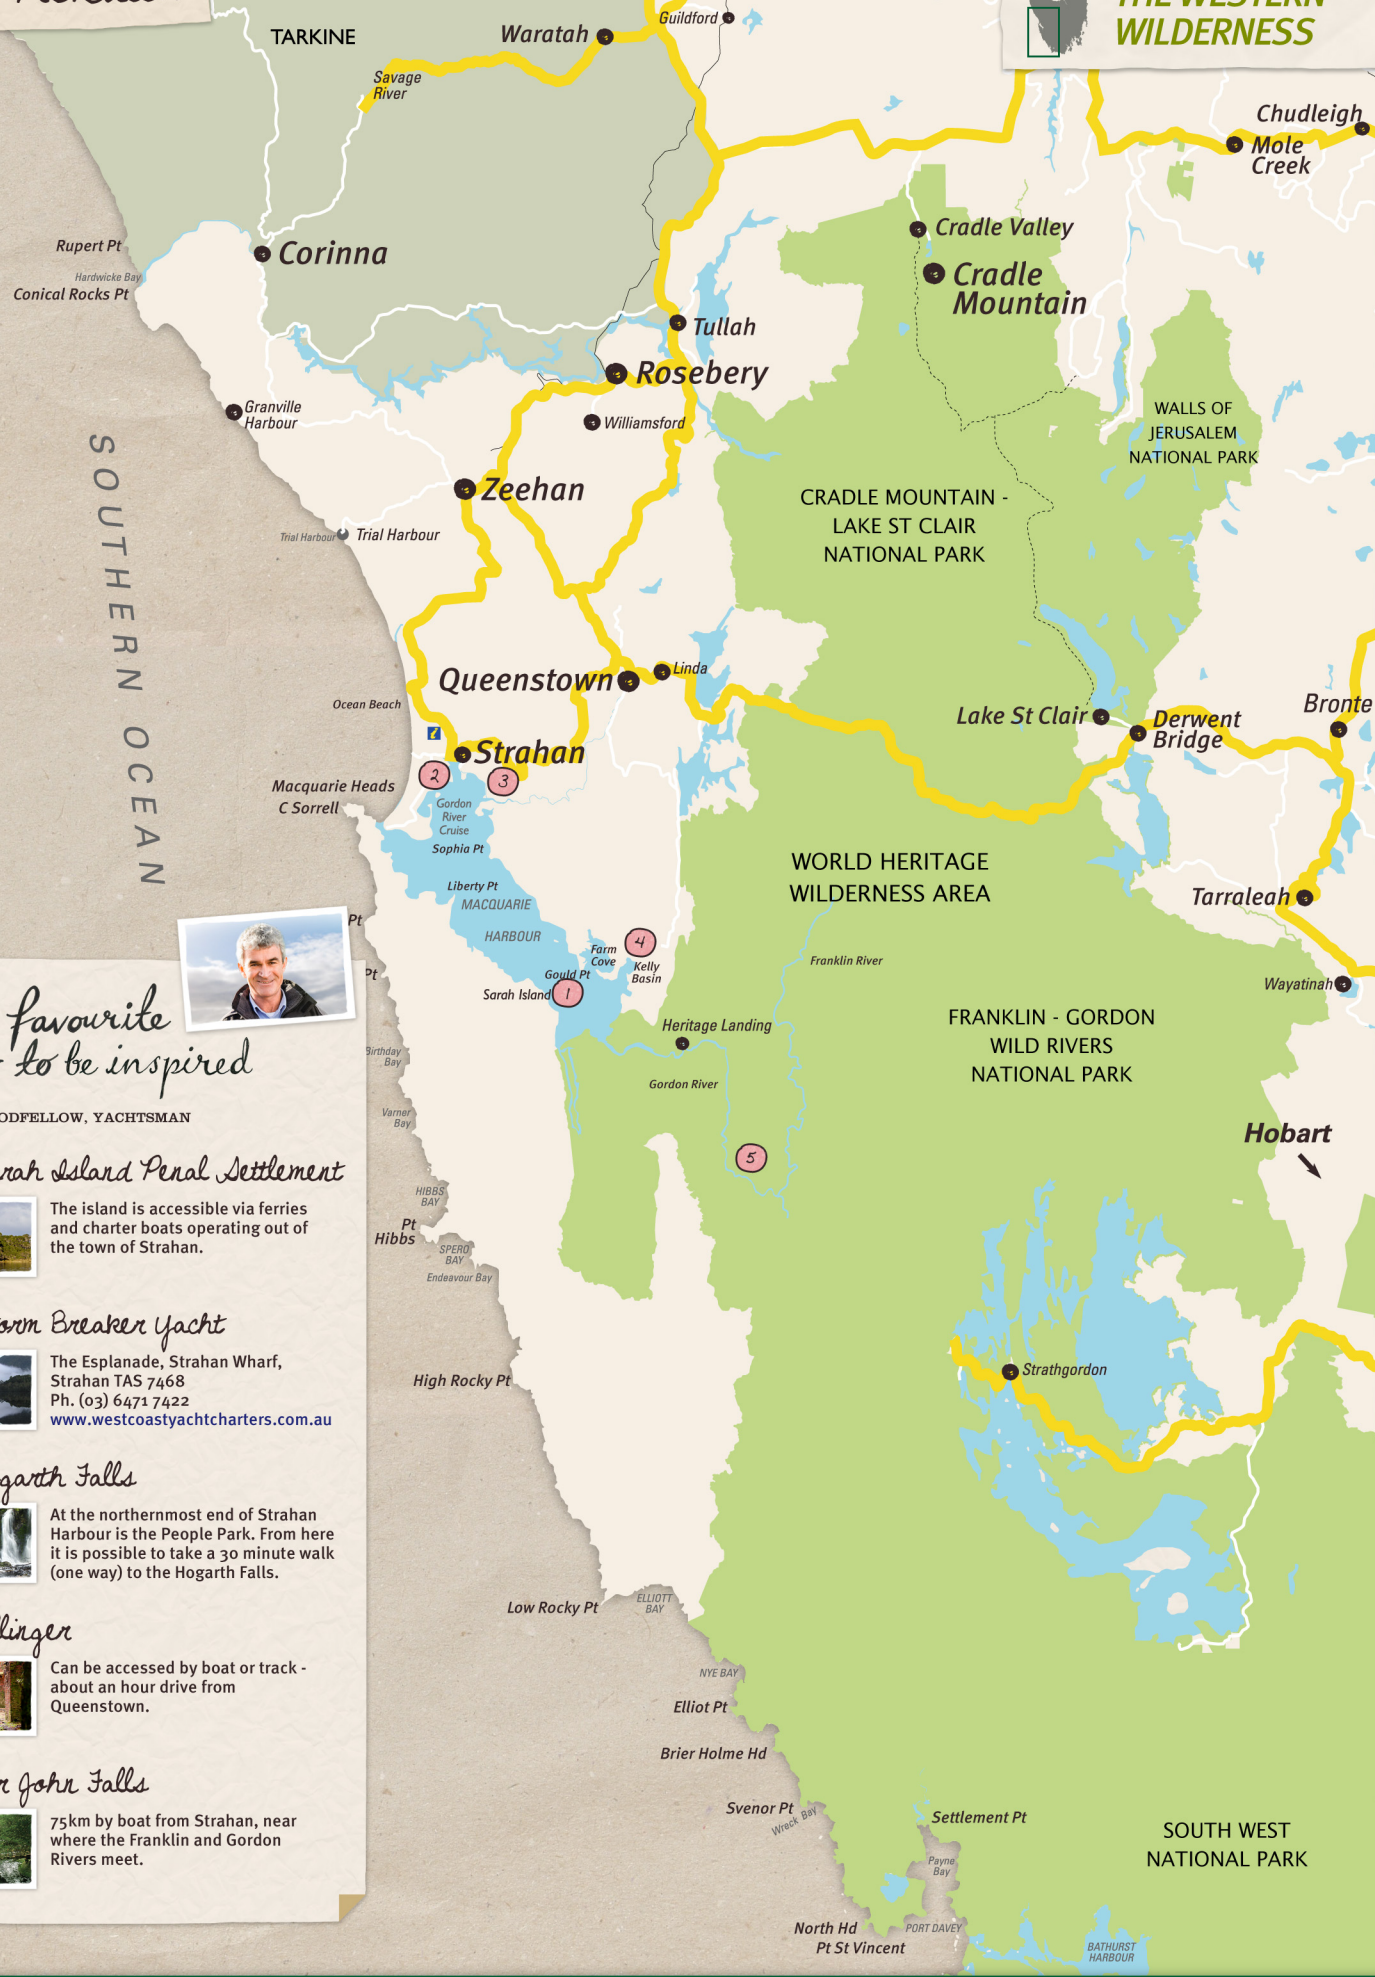 TARKINE
Waratah
Guildford
THE WESTERN
WILDERNESS
Savage
River
Chudleigh
Mole
Creek
Rupert Pt
Hardwicke Bay
Conical Rocks Pt
Corinna
Cradle Valley
Cradle
Mountain
Tullah
Rosebery
Granville
Harbour
Williamsford
WALLS OF
JERUSALEM
NATIONAL PARK
Zeehan
CRADLE MOUNTAIN -
LAKE ST CLAIR
NATIONAL PARK
Trial Harbour
Trial Harbour
SOUTHERN OCEAN
Queenstown
Linda
Ocean Beach
Lake St Clair
Derwent
Bridge
Bronte
Strahan
2
3
Macquarie Heads
C Sorrell
Gordon
River
Cruise
Sophia Pt
Liberty Pt
MACQUARIE
HARBOUR
WORLD HERITAGE
WILDERNESS AREA
Tarraleah
Pt
Farm
Cove
4
Kelly
Basin
Gould Pt
Sarah Island
1
Franklin River
Wayatinah
Pt
Heritage Landing
FRANKLIN - GORDON
WILD RIVERS
NATIONAL PARK
Birthday
Bay
Gordon River
Varner
Bay
Hobart
5
HIBBS
BAY
Pt
Hibbs
SPERO
BAY
Endeavour Bay
High Rocky Pt
Strathgordon
Low Rocky Pt
ELLIOTT
BAY
NYE BAY
Elliot Pt
Brier Holme Hd
Svenor Pt
Wreck Bay
Settlement Pt
Payne
Bay
SOUTH WEST
NATIONAL PARK
North Hd
PORT DAVEY
Pt St Vincent
BATHURST
HARBOUR
favourite
to be inspired
ODFELLOW, YACHTSMAN
rah Island Penal Settlement
The island is accessible via ferries
and charter boats operating out of
the town of Strahan.
orm Breaker Yacht
The Esplanade, Strahan Wharf,
Strahan TAS 7468
Ph. (03) 6471 7422
www.westcoastyachtcharters.com.au
garth Falls
At the northernmost end of Strahan
Harbour is the People Park. From here
it is possible to take a 30 minute walk
(one way) to the Hogarth Falls.
linger
Can be accessed by boat or track -
about an hour drive from
Queenstown.
r John Falls
75km by boat from Strahan, near
where the Franklin and Gordon
Rivers meet.